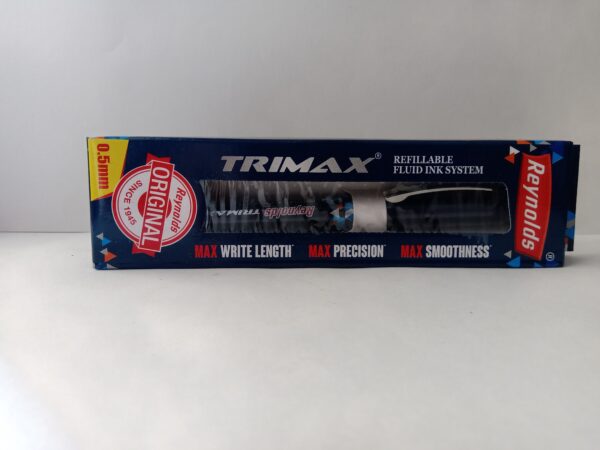 0.5mm
Reynolds
ORIGINAL
SINCE 1945
TRIMAX®
REFILLABLE
FLUID INK SYSTEM
Reynolds TRIMA
MAX WRITE LENGTH
MAX PRECISION
MAX SMOOTHNESS
Reynolds®